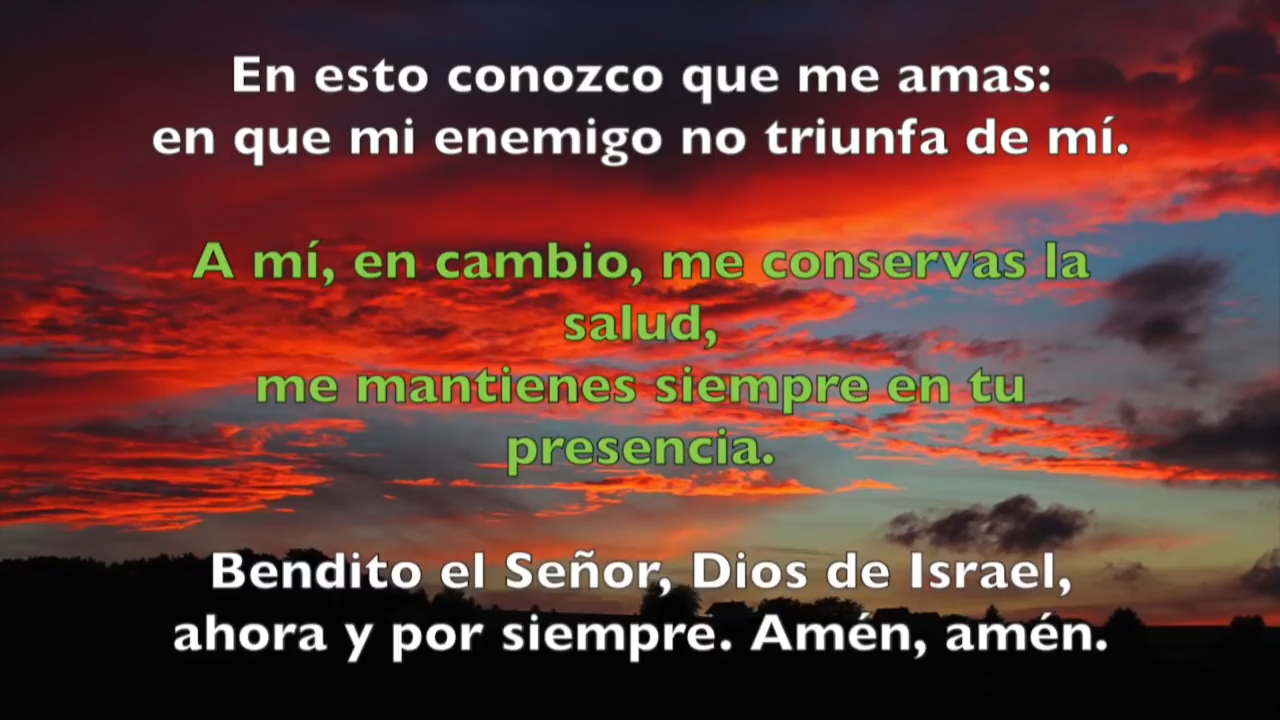 En esto conozco que me amas:
en que mi enemigo no triunfa de mí.
A mí, en cambio, me conservas la
salud,
me mantienes siempre en tu
presencia.
Bendito el Señor, Dios de Israel,
ahora y por siempre. Amén, amén.